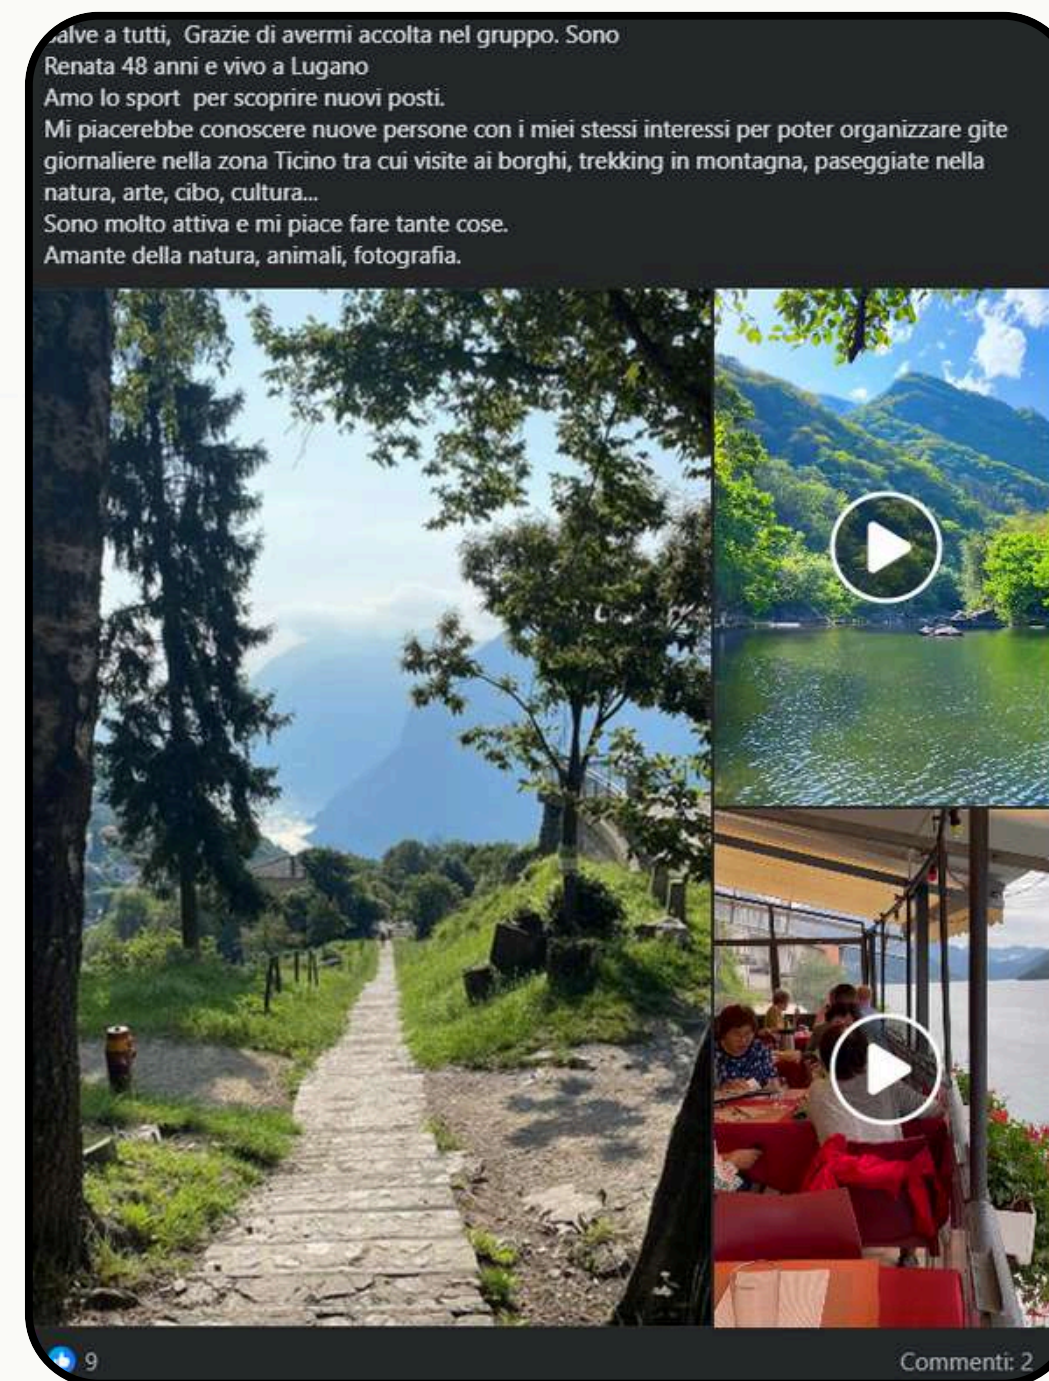 Salve a tutti,  Grazie di avermi accolta nel gruppo. Sono
Renata 48 anni e vivo a Lugano
Amo lo sport  per scoprire nuovi posti.
Mi piacerebbe conoscere nuove persone con i miei stessi interessi per poter organizzare gite
giornaliere nella zona Ticino tra cui visite ai borghi, trekking in montagna, paseggiate nella
natura, arte, cibo, cultura...
Sono molto attiva e mi piace fare tante cose.
Amante della natura, animali, fotografia.
9
Commenti: 2